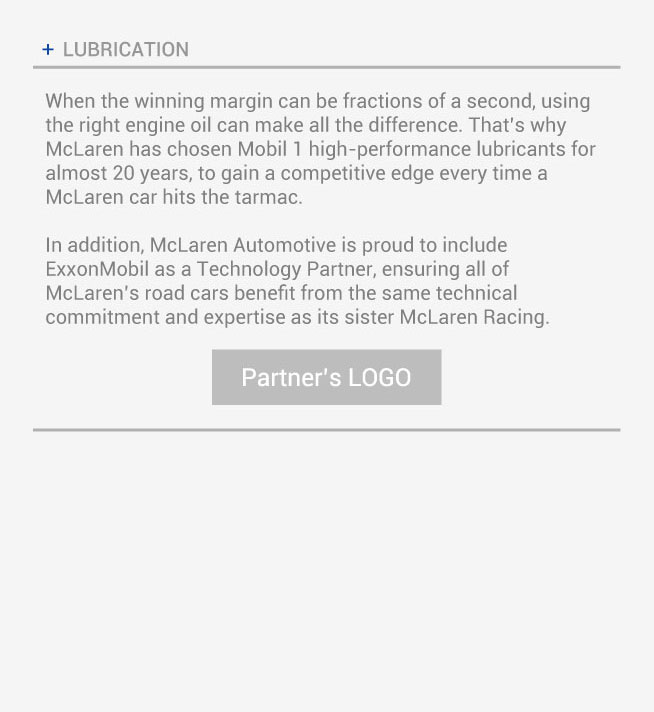 + LUBRICATION
When the winning margin can be fractions of a second, using
the right engine oil can make all the difference. That's why
McLaren has chosen Mobil 1 high-performance lubricants for
almost 20 years, to gain a competitive edge every time a
McLaren car hits the tarmac.
In addition, McLaren Automotive is proud to include
ExxonMobil as a Technology Partner, ensuring all of
McLaren's road cars benefit from the same technical
commitment and expertise as its sister McLaren Racing.
Partner's LOGO